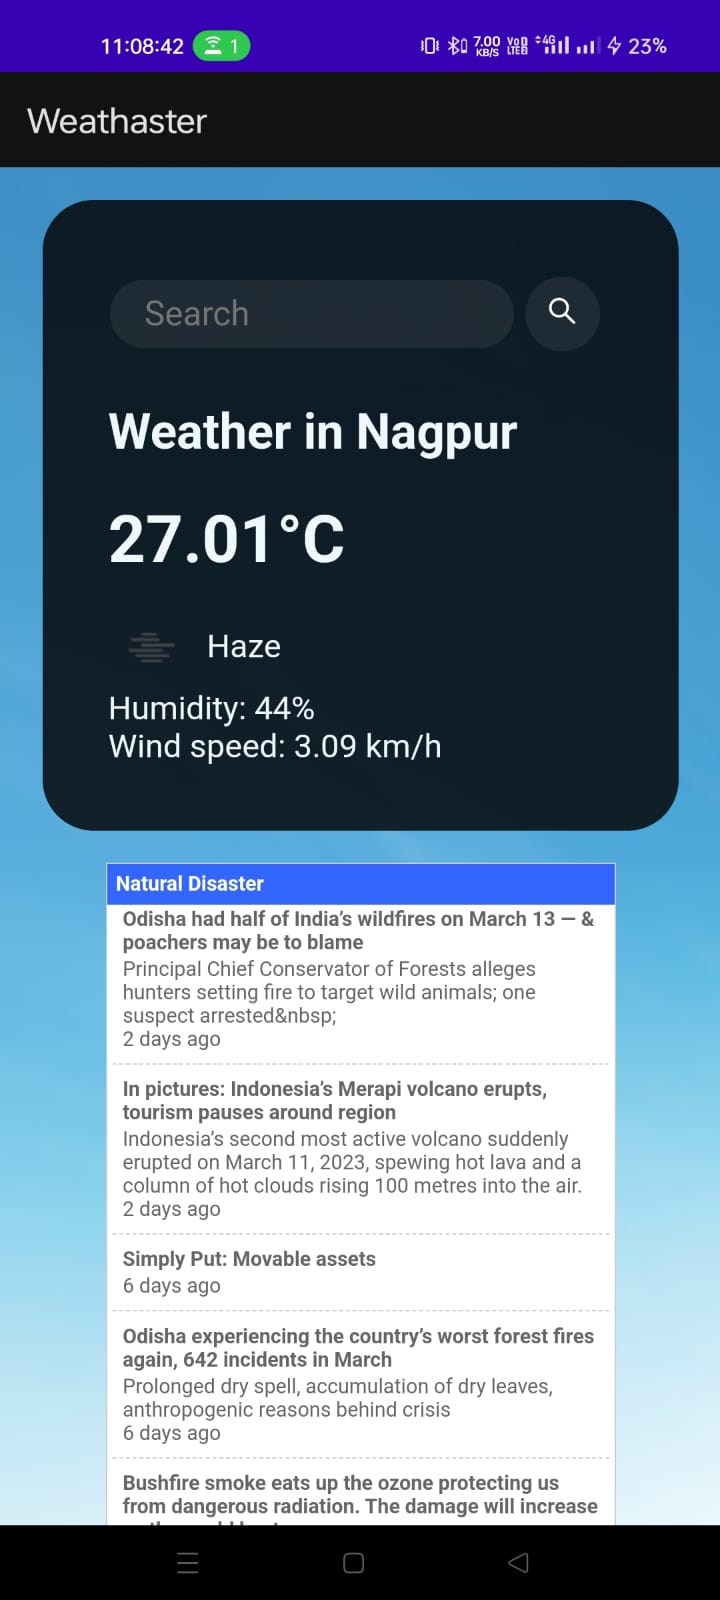 11:08:42 1 7.00 KB/S VoD LTEB 4G 23%
Weathaster
Search
Weather in Nagpur
27.01°C
Haze
Humidity: 44%
Wind speed: 3.09 km/h
Natural Disaster
Odisha had half of India’s wildfires on March 13 — &
poachers may be to blame
Principal Chief Conservator of Forests alleges
hunters setting fire to target wild animals; one
suspect arrested&nbsp;
2 days ago
In pictures: Indonesia’s Merapi volcano erupts,
tourism pauses around region
Indonesia’s second most active volcano suddenly
erupted on March 11, 2023, spewing hot lava and a
column of hot clouds rising 100 metres into the air.
2 days ago
Simply Put: Movable assets
6 days ago
Odisha experiencing the country’s worst forest fires
again, 642 incidents in March
Prolonged dry spell, accumulation of dry leaves,
anthropogenic reasons behind crisis
6 days ago
Bushfire smoke eats up the ozone protecting us
from dangerous radiation. The damage will increase